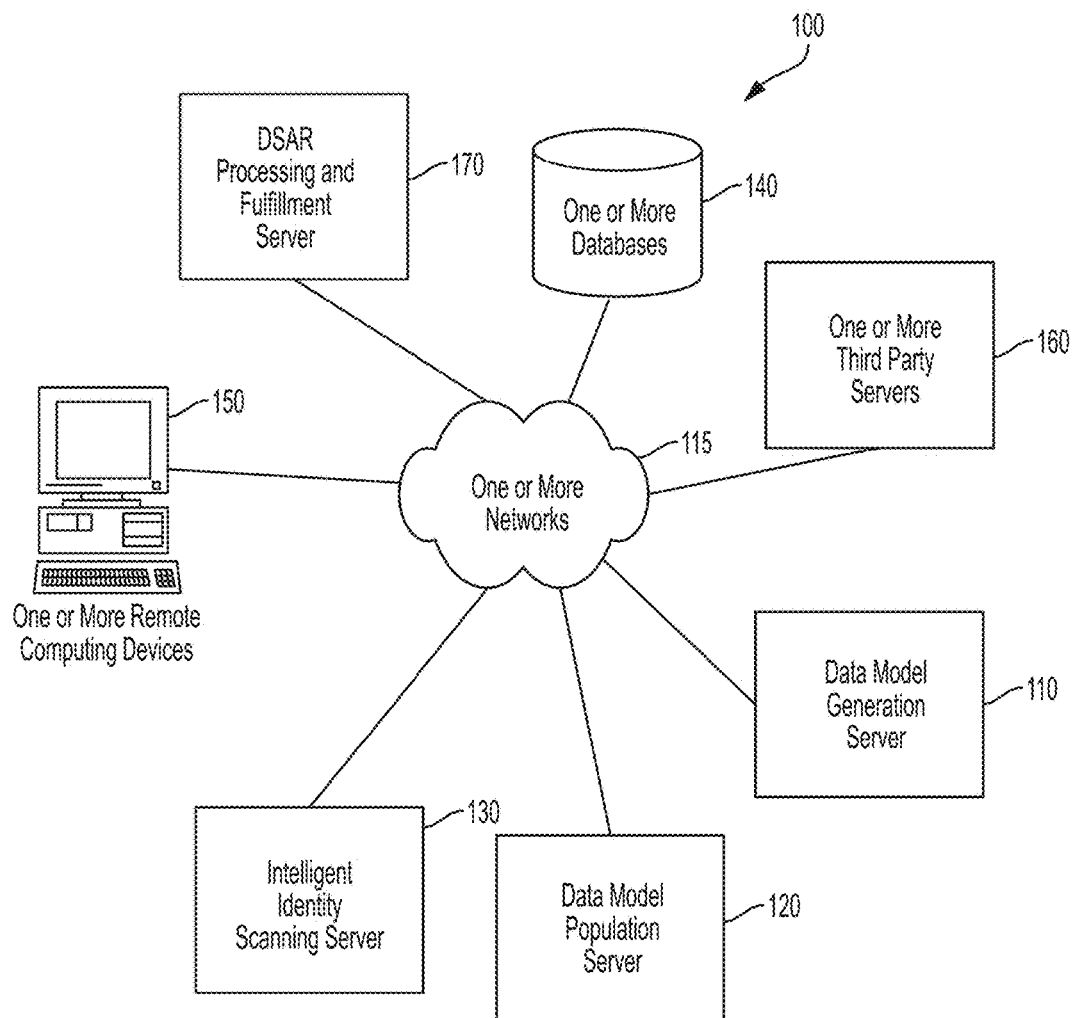 100
DSAR
Processing and
Fulfillment
Server
170
One or More
Databases
140
One or More
Third Party
Servers
160
150
One or More Remote
Computing Devices
One or More
Networks
115
Data Model
Generation
Server
110
Intelligent
Identity
Scanning Server
130
Data Model
Population
Server
120